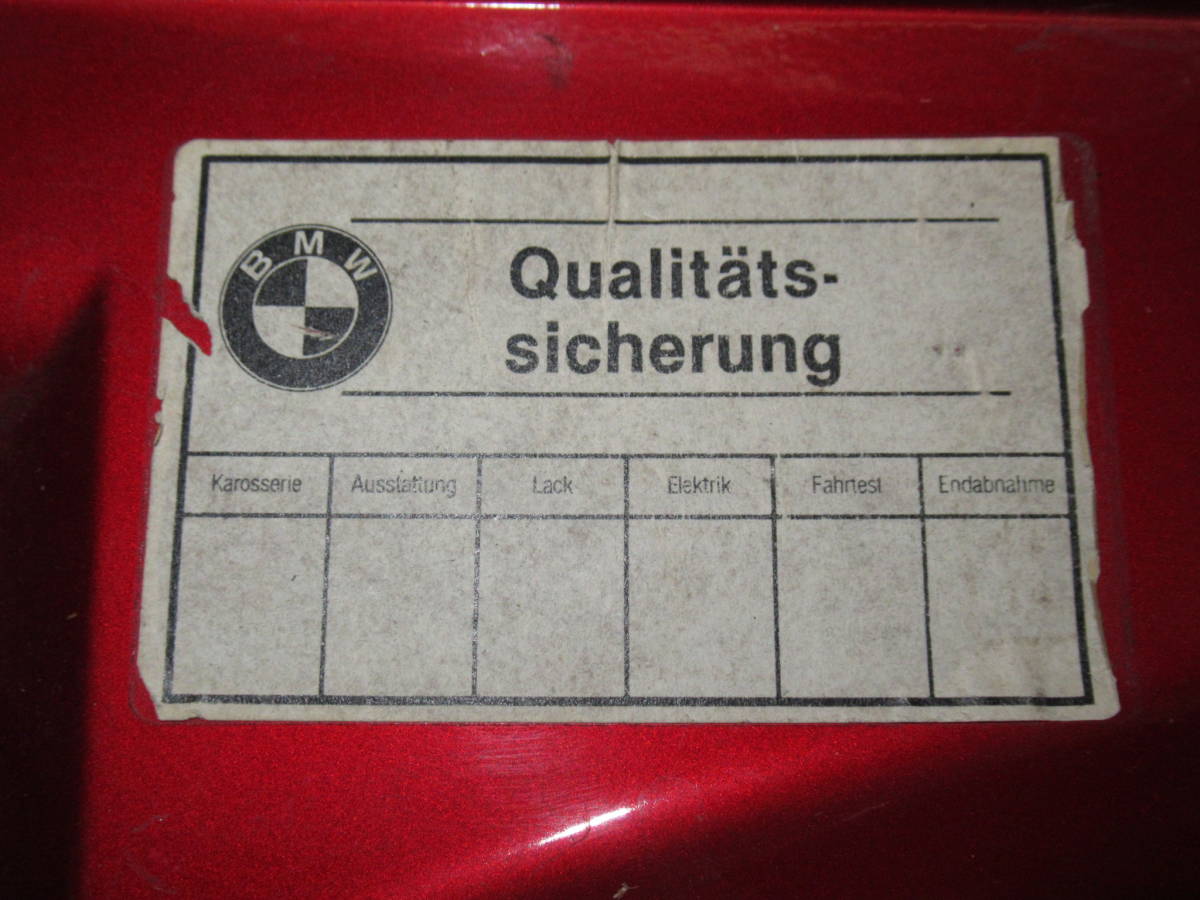 BMW
Qualitäts-
sicherung
Karosserie Ausstattung Lack Elektrik Fahrtest Endabnahme